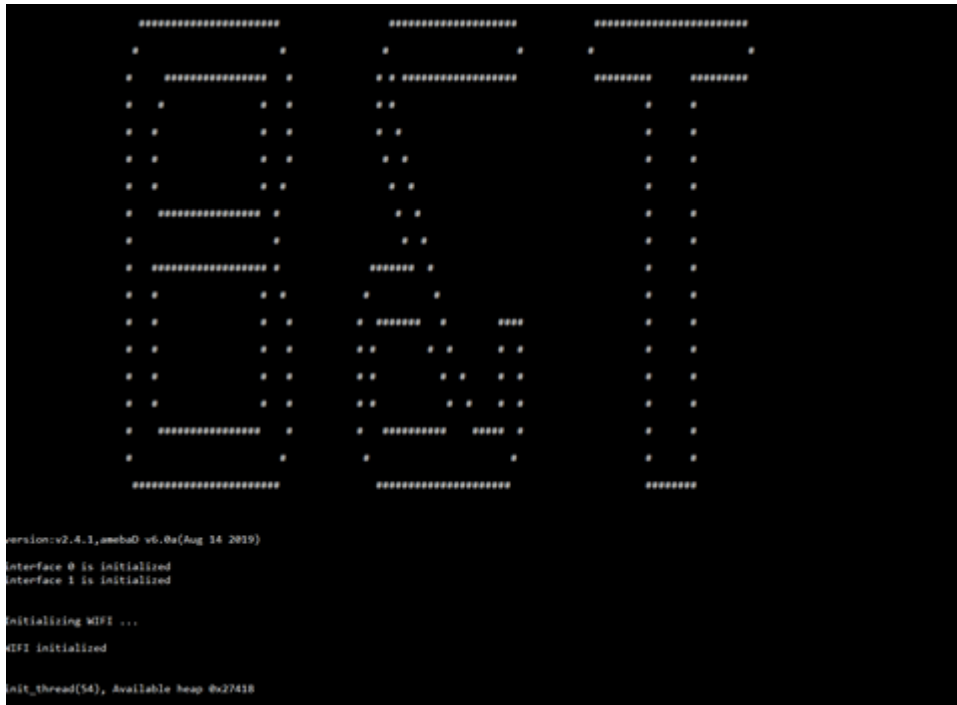 B&T
version:v2.4.1,amebaD v6.0a(Aug 14 2019)
interface 0 is initialized
interface 1 is initialized
Initializing WIFI ...
WIFI initialized
init_thread(54), Available heap 0x27418